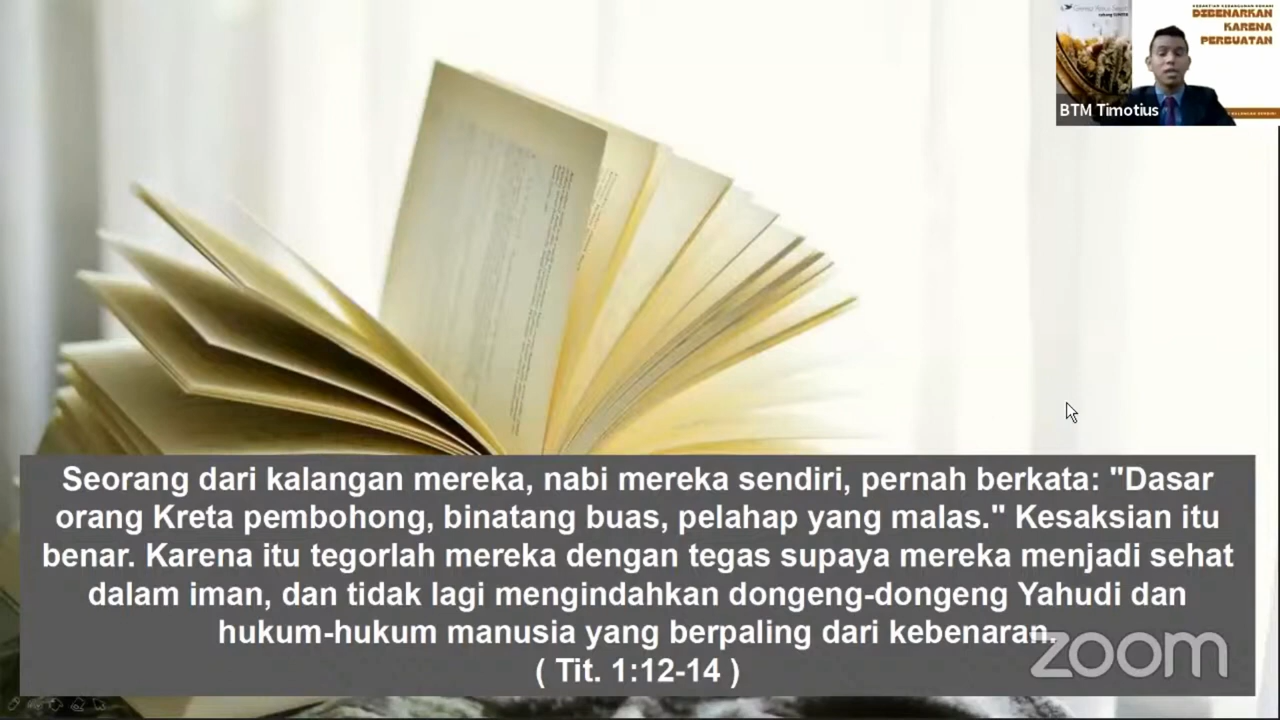 DIBENARKAN
KARENA
PERBUATAN
BTM Timotius
Seorang dari kalangan mereka, nabi mereka sendiri, pernah berkata: "Dasar
orang Kreta pembohong, binatang buas, pelahap yang malas." Kesaksian itu
benar. Karena itu tegorlah mereka dengan tegas supaya mereka menjadi sehat
dalam iman, dan tidak lagi mengindahkan dongeng-dongeng Yahudi dan
hukum-hukum manusia yang berpaling dari kebenaran.
( Tit. 1:12-14 )
zoom